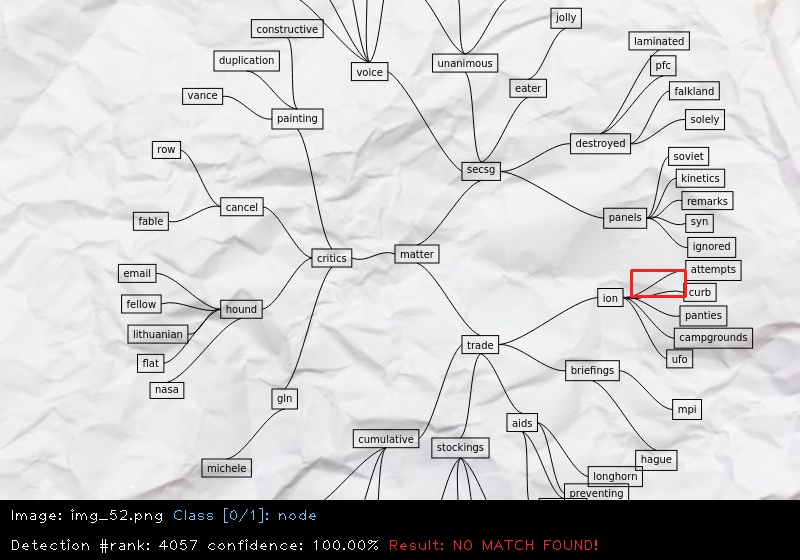 jolly
constructive
laminated
duplication
unanimous
pfc
voice
eater
falkland
vance
painting
solely
destroyed
row
soviet
secsg
kinetics
remarks
cancel
fable
panels
syn
ignored
matter
critics
attempts
email
ion
curb
fellow
hound
panties
lithuanian
campgrounds
trade
ufo
flat
briefings
nasa
gln
mpi
aids
cumulative
stockings
hague
michele
longhorn
preventing
Image: img_52.png Class [0/1]: node
Detection #rank: 4057 confidence: 100.00% Result: NO MATCH FOUND!